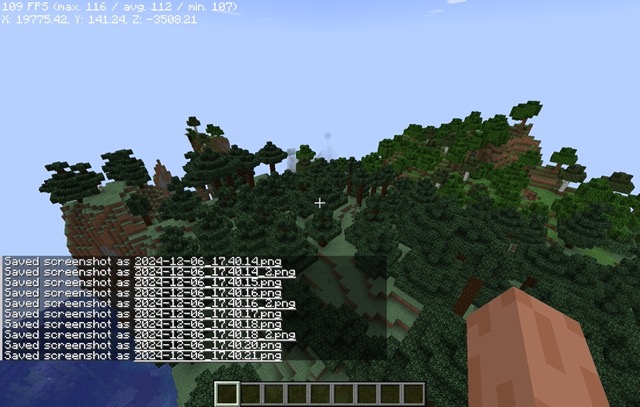 109 FPS (max. 116 / avg. 112 / min. 107)
X: 19775.42, Y: 141.24, Z: -3508.21
Saved screenshot as 2024-12-06_17.40.14.png
Saved screenshot as 2024-12-06_17.40.14_2.png
Saved screenshot as 2024-12-06_17.40.15.png
Saved screenshot as 2024-12-06_17.40.16.png
Saved screenshot as 2024-12-06_17.40.16_2.png
Saved screenshot as 2024-12-06_17.40.17.png
Saved screenshot as 2024-12-06_17.40.18.png
Saved screenshot as 2024-12-06_17.40.18_2.png
Saved screenshot as 2024-12-06_17.40.20.png
Saved screenshot as 2024-12-06_17.40.21.png